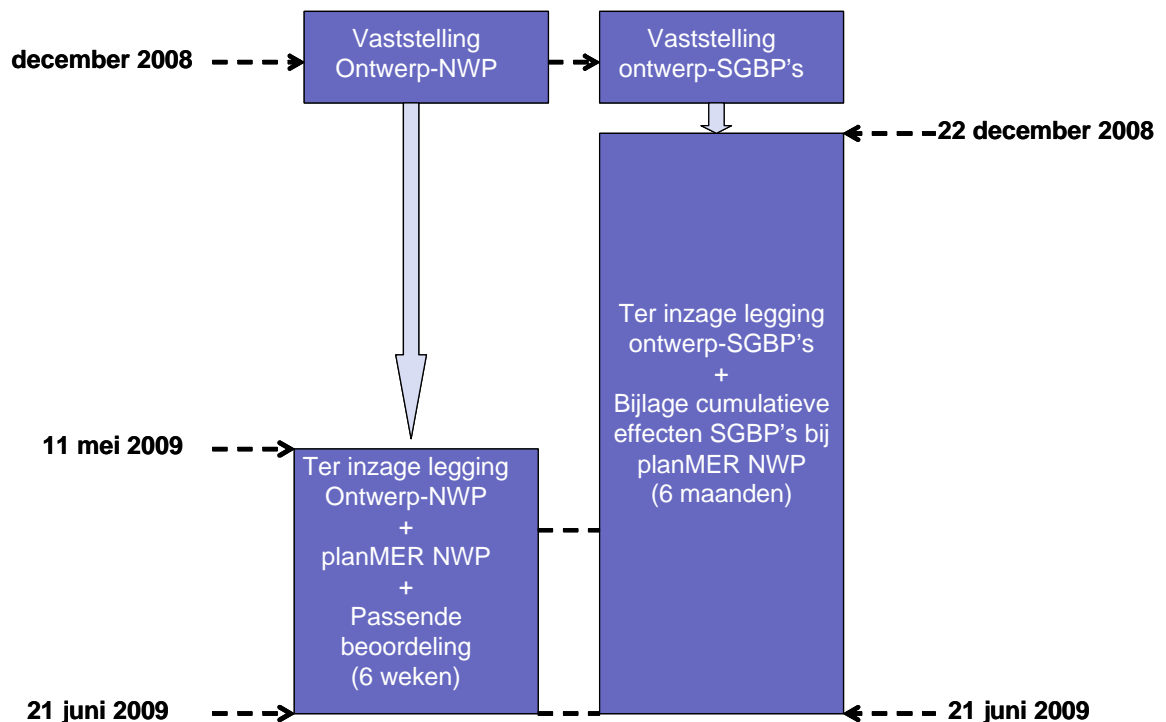 december 2008
Vaststelling
Ontwerp-NWP
Vaststelling
ontwerp-SGBP's
22 december 2008
Ter inzage legging
ontwerp-SGBP's
+
Bijlage cumulatieve
effecten SGBP's bij
planMER NWP
(6 maanden)
11 mei 2009
Ter inzage legging
Ontwerp-NWP
+
planMER NWP
+
Passende
beoordeling
(6 weken)
21 juni 2009
21 juni 2009